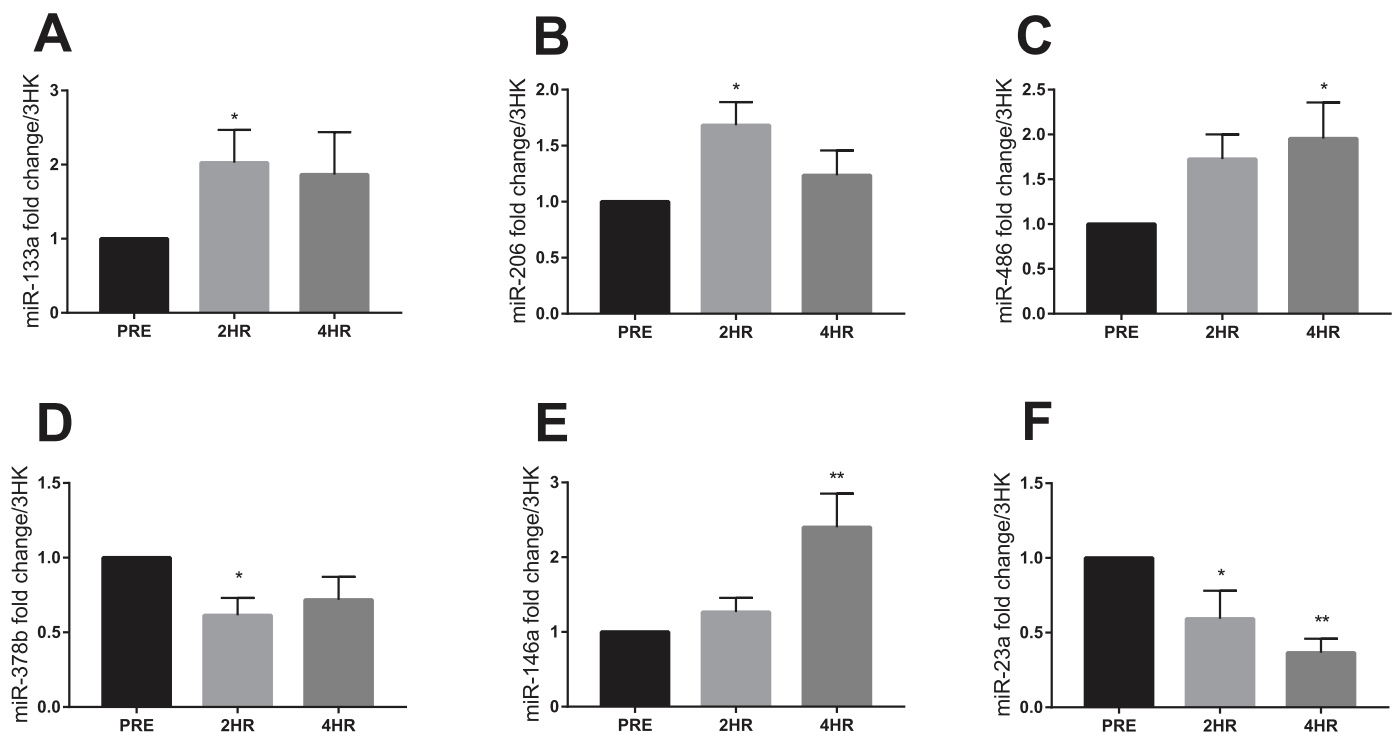 A
miR-133a fold change/3HK
3
2
1
0
*
PRE 2HR 4HR
B
miR-206 fold change/3HK
2.0
1.5
1.0
0.5
0.0
*
PRE 2HR 4HR
C
miR-486 fold change/3HK
2.5
2.0
1.5
1.0
0.5
0.0
*
PRE 2HR 4HR
D
miR-378b fold change/3HK
1.5
1.0
0.5
0.0
*
PRE 2HR 4HR
E
miR-146a fold change/3HK
3
2
1
0
**
PRE 2HR 4HR
F
miR-23a fold change/3HK
1.5
1.0
0.5
0.0
*
**
PRE 2HR 4HR